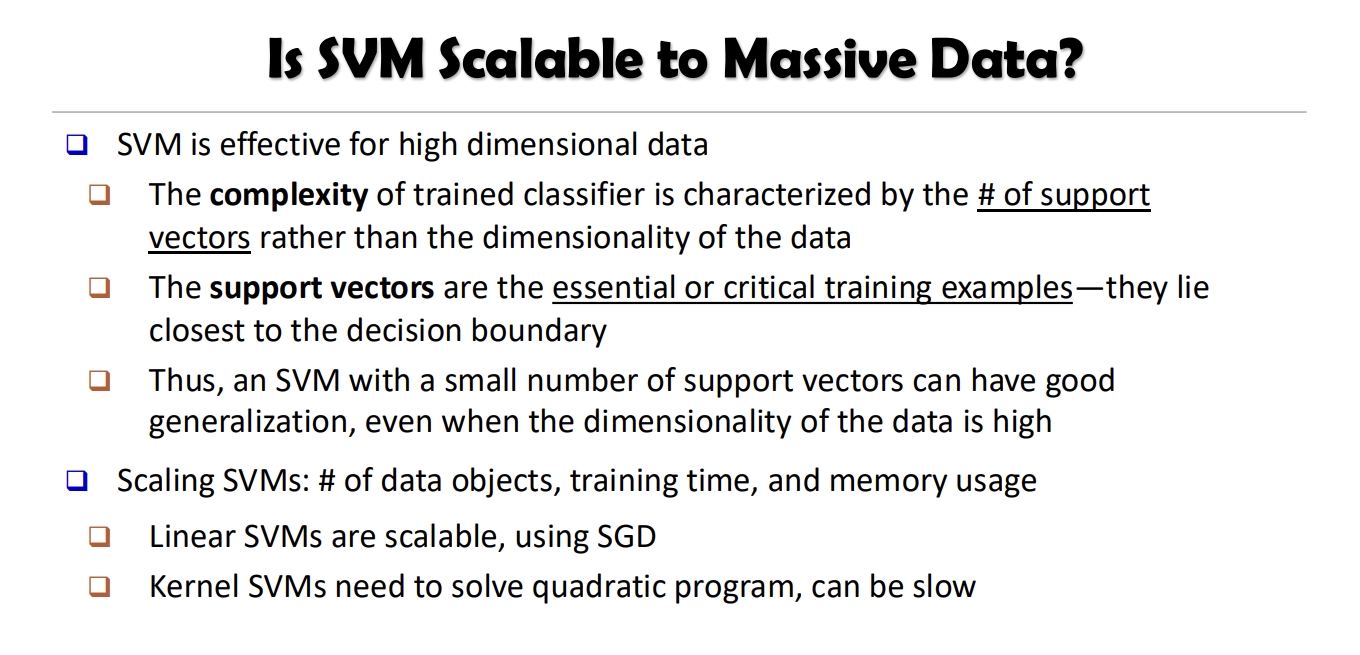 Is SVM Scalable to Massive Data?
SVM is effective for high dimensional data
The complexity of trained classifier is characterized by the # of support
vectors rather than the dimensionality of the data
The support vectors are the essential or critical training examples—they lie
closest to the decision boundary
Thus, an SVM with a small number of support vectors can have good
generalization, even when the dimensionality of the data is high
Scaling SVMs: # of data objects, training time, and memory usage
Linear SVMs are scalable, using SGD
Kernel SVMs need to solve quadratic program, can be slow